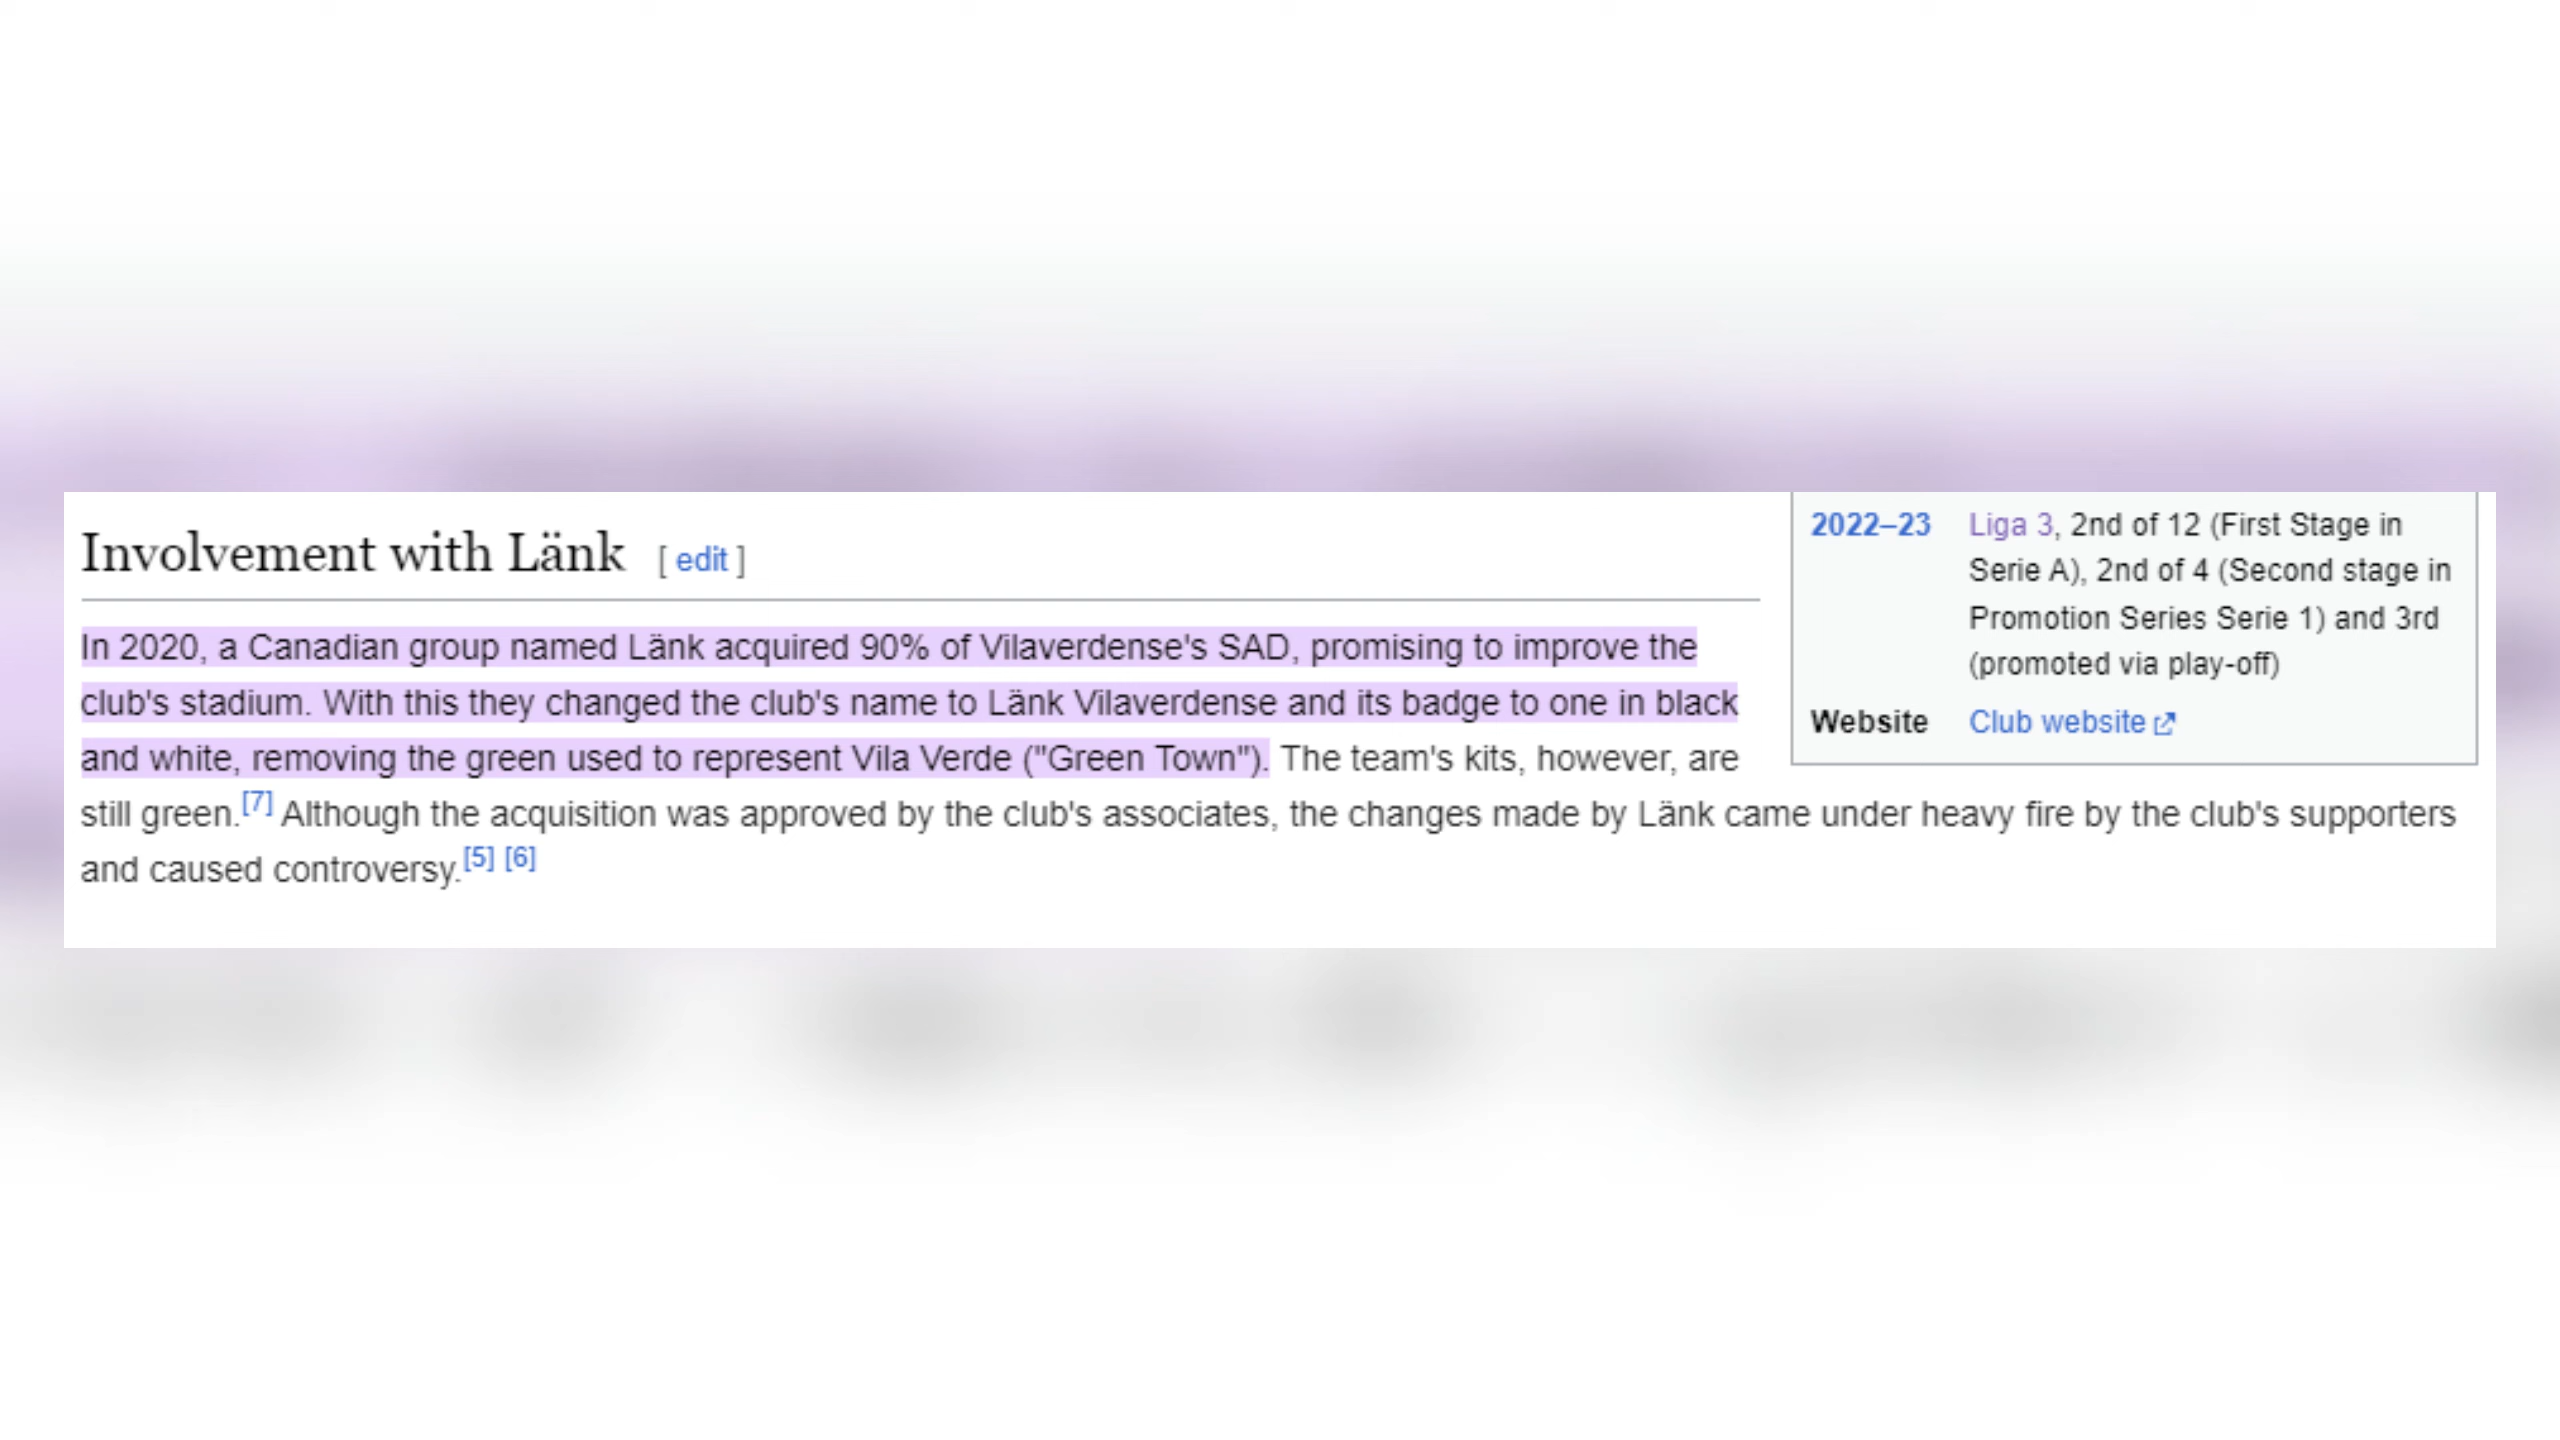 Involvement with Länk [ edit ]
In 2020, a Canadian group named Länk acquired 90% of Vilaverdense's SAD, promising to improve the
club's stadium. With this they changed the club's name to Länk Vilaverdense and its badge to one in black
and white, removing the green used to represent Vila Verde ("Green Town"). The team's kits, however, are
still green.[7] Although the acquisition was approved by the club's associates, the changes made by Länk came under heavy fire by the club's supporters
and caused controversy.[5] [6]
2022–23 Liga 3, 2nd of 12 (First Stage in
Serie A), 2nd of 4 (Second stage in
Promotion Series Serie 1) and 3rd
(promoted via play-off)
Website Club website